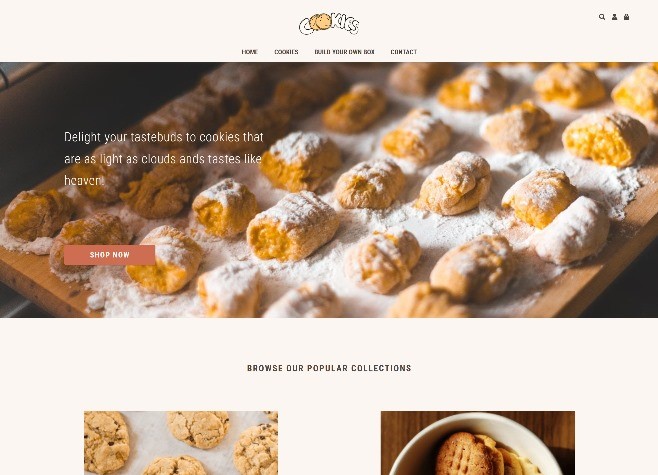 COOKIES
HOME COOKIES BUILD YOUR OWN BOX CONTACT
Delight your tastebuds to cookies that
are as light as clouds ands tastes like
heaven!
SHOP NOW
BROWSE OUR POPULAR COLLECTIONS